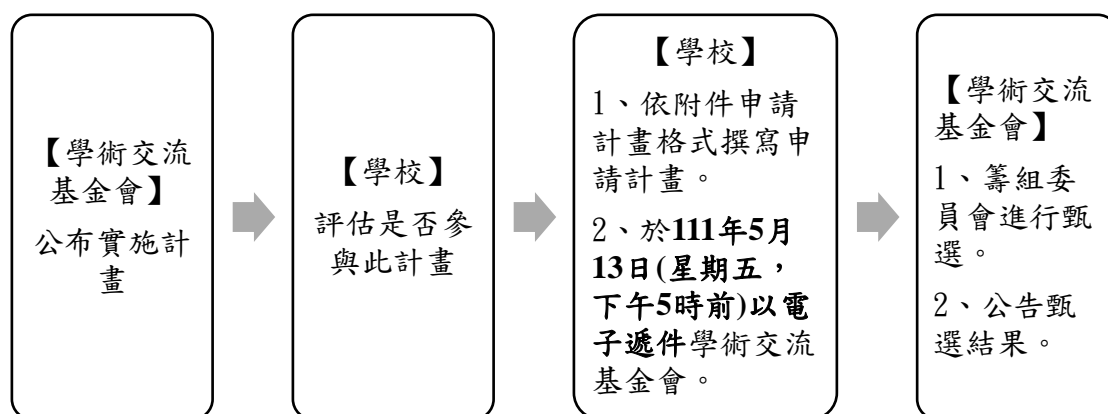 【學術交流
基金會】
公布實施計
畫
【學校】
評估是否參
與此計畫
【學校】
1、依附件申請
計畫格式撰寫申
請計畫。
2、於111年5月
13日(星期五，
下午5時前)以電
子遞件學術交流
基金會。
【學術交流
基金會】
1、籌組委
員會進行甄
選。
2、公告甄
選結果。